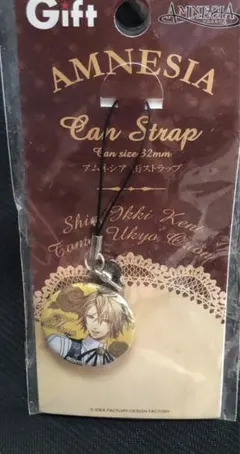 Gift
AMNESIA
AMNESIA
Can Strap
Can size 32mm
アムネシア 缶ストラップ
Shin Ikki Kent
Toma Ukyo Orion
© IDEA FACTORY/DESIGN FACTORY